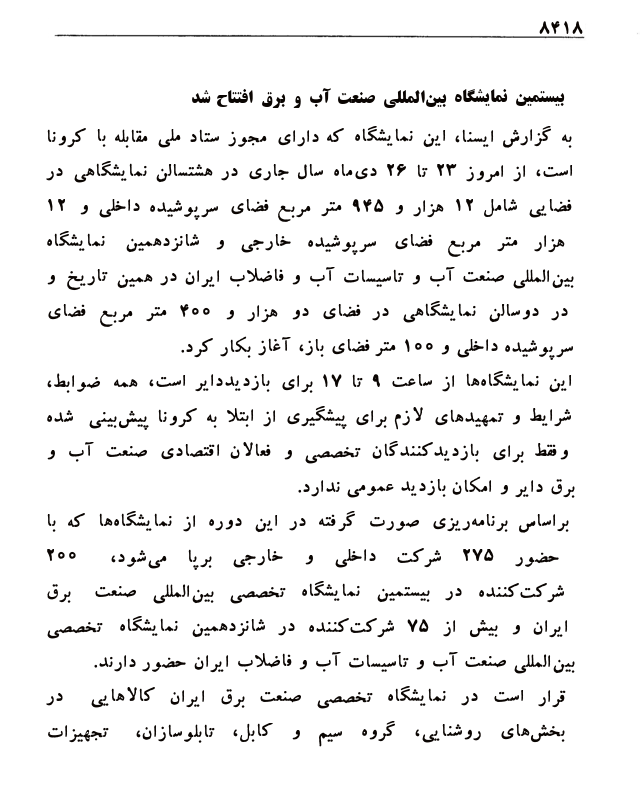 ۸۴۱۸
بیستمین نمایشگاه بین‌المللی صنعت آب و برق افتتاح شد
به گزارش ایسنا، این نمایشگاه که دارای مجوز ستاد ملی مقابله با کرونا
است، از امروز ۲۳ تا ۲۶ دی‌ماه سال جاری در هشتسالن نمایشگاهی در
فضایی شامل ۱۲ هزار و ۹۴۵ متر مربع فضای سرپوشیده داخلی و ۱۲
هزار متر مربع فضای سرپوشیده خارجی و شانزدهمین نمایشگاه
بین‌المللی صنعت آب و تاسیسات آب و فاضلاب ایران در همین تاریخ و
در دوسالن نمایشگاهی در فضای دو هزار و ۴۰۰ متر مربع فضای
سرپوشیده داخلی و ۱۰۰ متر فضای باز، آغاز بکار کرد.
این نمایشگاه‌ها از ساعت ۹ تا ۱۷ برای بازدیددایر است، همه ضوابط،
شرایط و تمهیدهای لازم برای پیشگیری از ابتلا به کرونا پیش‌بینی شده
و فقط برای بازدیدکنندگان تخصصی و فعالان اقتصادی صنعت آب و
برق دایر و امکان بازدید عمومی ندارد.
براساس برنامه‌ریزی صورت گرفته در این دوره از نمایشگاه‌ها که با
حضور ۲۷۵ شرکت داخلی و خارجی برپا می‌شود، ۲۰۰
شرکت‌کننده در بیستمین نمایشگاه تخصصی بین‌المللی صنعت برق
ایران و بیش از ۷۵ شرکت‌کننده در شانزدهمین نمایشگاه تخصصی
بین‌المللی صنعت آب و تاسیسات آب و فاضلاب ایران حضور دارند.
قرار است در نمایشگاه تخصصی صنعت برق ایران کالاهایی در
بخش‌های روشنایی، گروه سیم و کابل، تابلوسازان، تجهیزات